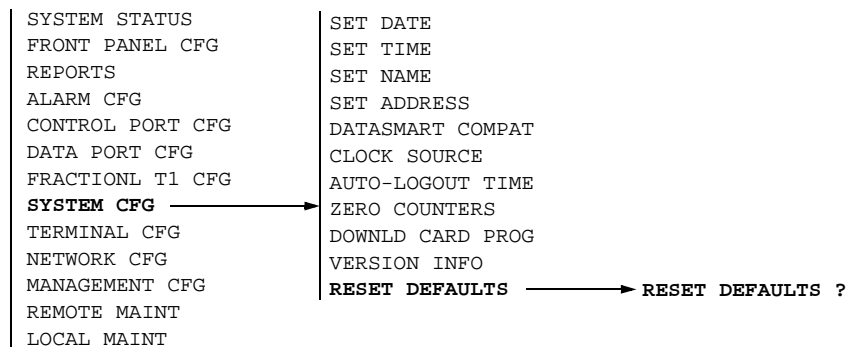 SYSTEM STATUS
FRONT PANEL CFG
REPORTS
ALARM CFG
CONTROL PORT CFG
DATA PORT CFG
FRACTIONL T1 CFG
SYSTEM CFG
TERMINAL CFG
NETWORK CFG
MANAGEMENT CFG
REMOTE MAINT
LOCAL MAINT
SET DATE
SET TIME
SET NAME
SET ADDRESS
DATASMART COMPAT
CLOCK SOURCE
AUTO-LOGOUT TIME
ZERO COUNTERS
DOWNLD CARD PROG
VERSION INFO
RESET DEFAULTS
RESET DEFAULTS ?